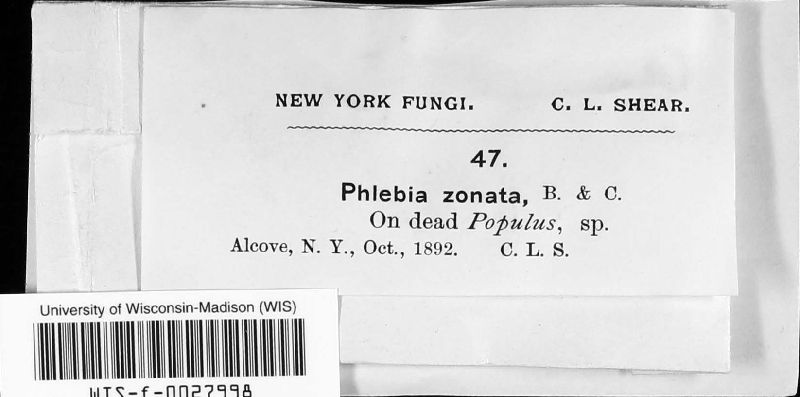 NEW YORK FUNGI. C. L. SHEAR.
47.
Phlebia zonata, B. & C.
On dead Populus, sp.
Alcove, N. Y., Oct., 1892. C. L. S.
University of Wisconsin-Madison (WIS)
WIS-f-0027998